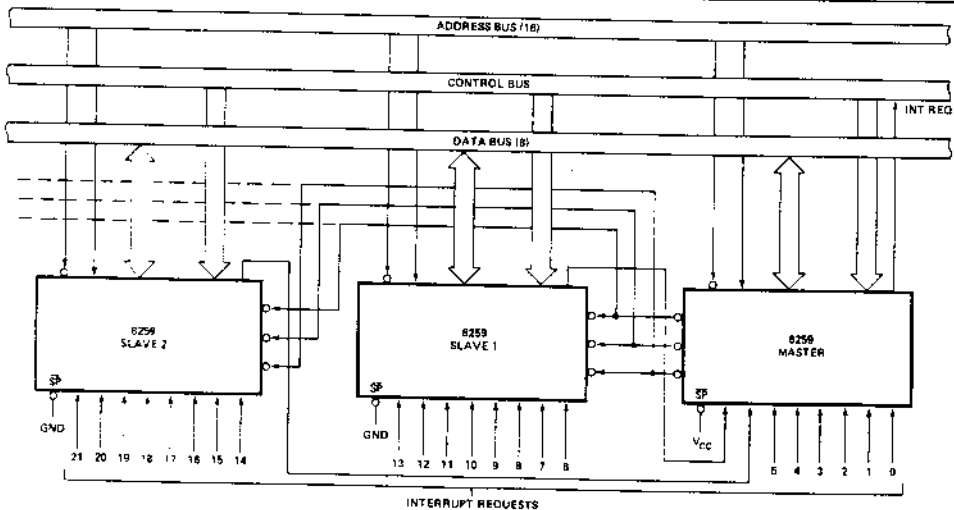 ADDRESS BUS (16)
CONTROL BUS
INT REQ
DATA BUS (8)
8259
SLAVE 2
8259
SLAVE 1
8259
MASTER
SP
SP
SP
GND
GND
VCC
21 20 19 18 17 16 15 14
13 12 11 10 9 8 7 6
5 4 3 2 1 0
INTERRUPT REQUESTS